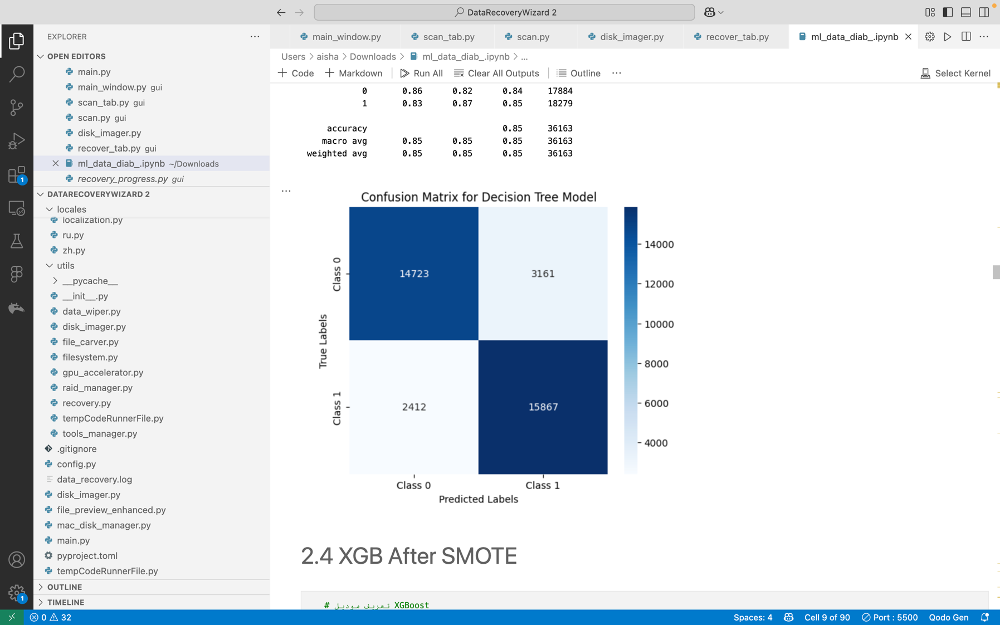 DataRecoveryWizard 2
EXPLORER
OPEN EDITORS
main.py
main_window.py gui
scan_tab.py gui
scan.py gui
disk_imager.py
recover_tab.py gui
ml_data_diab_.ipynb ~/Downloads
recovery_progress.py gui
DATARECOVERYWIZARD 2
locales
localization.py
ru.py
zh.py
utils
__pycache__
__init__.py
data_wiper.py
disk_imager.py
file_carver.py
filesystem.py
gpu_accelerator.py
raid_manager.py
recovery.py
tempCodeRunnerFile.py
tools_manager.py
.gitignore
config.py
data_recovery.log
disk_imager.py
file_preview_enhanced.py
mac_disk_manager.py
main.py
pyproject.toml
tempCodeRunnerFile.py
OUTLINE
TIMELINE
1
1
main_window.py scan_tab.py scan.py disk_imager.py recover_tab.py ml_data_diab_.ipynb
Users > aisha > Downloads > ml_data_diab_.ipynb > ...
+ Code + Markdown Run All Clear All Outputs Outline ... Select Kernel
0 0.86 0.82 0.84 17884
1 0.83 0.87 0.85 18279
accuracy 0.85 36163
macro avg 0.85 0.85 0.85 36163
weighted avg 0.85 0.85 0.85 36163
Confusion Matrix for Decision Tree Model
True Labels
Class 0
14723 3161
Class 1
2412 15867
Class 0 Class 1
Predicted Labels
14000
12000
10000
8000
6000
4000
2.4 XGB After SMOTE
# تعريف موديل XGBoost
0 32 Spaces: 4 Cell 9 of 90 Port : 5500 Qodo Gen